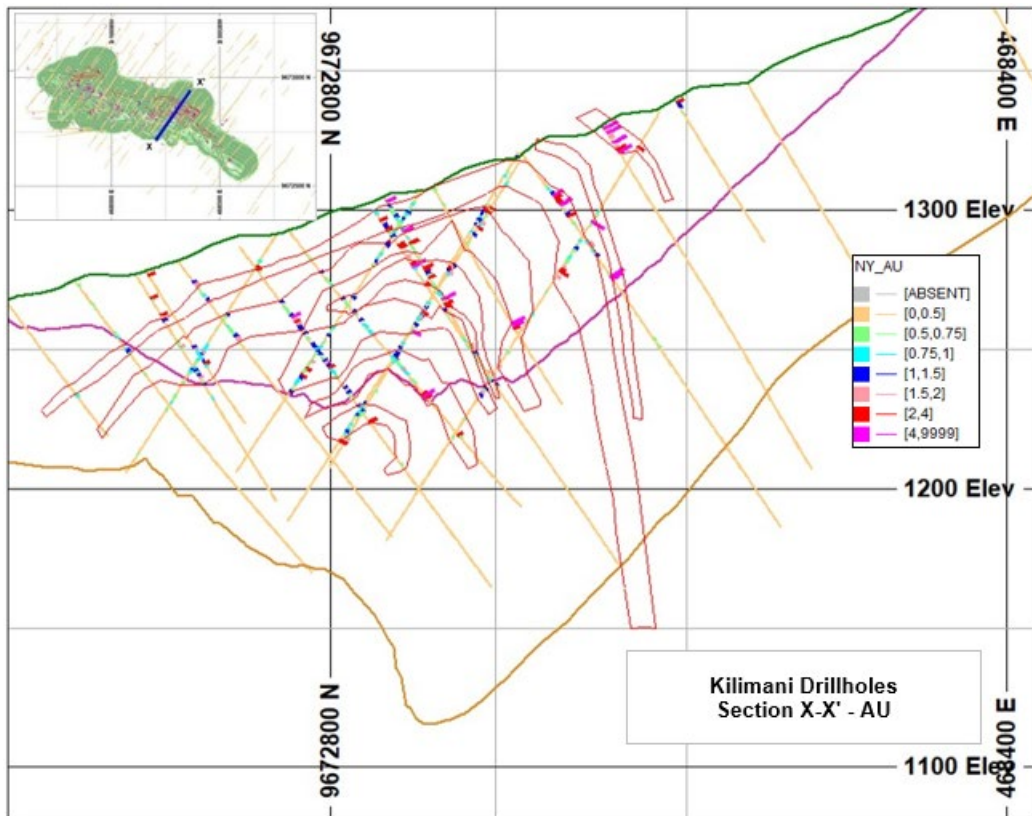 X'
X
9672800 N
468400 E
1300 Elev
NY_AU
[ABSENT]
[0,0.5]
[0.5,0.75]
[0.75,1]
[1,1.5]
[1.5,2]
[2,4]
[4,9999]
1200 Elev
Kilimani Drillholes
Section X-X' - AU
9672800 N
1100 Elev
468400 E